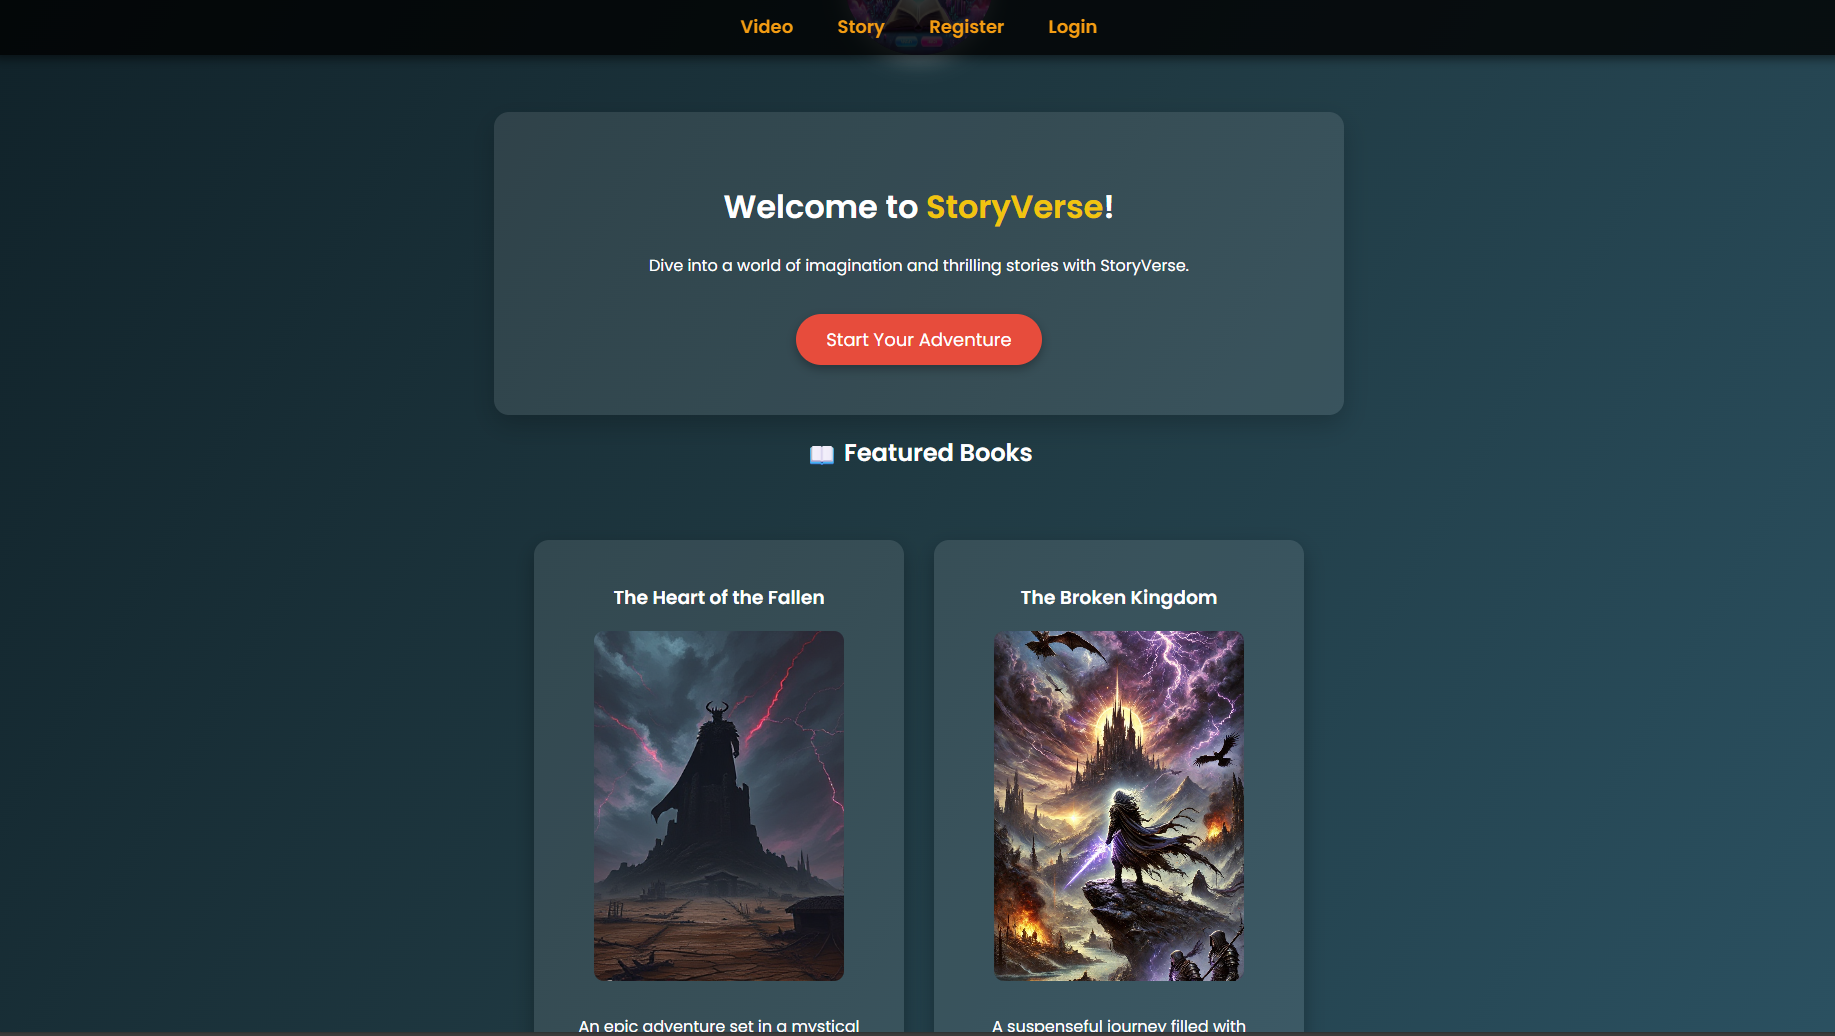 Video Story Register Login
Welcome to StoryVerse!
Dive into a world of imagination and thrilling stories with StoryVerse.
Start Your Adventure
📖 Featured Books
The Heart of the Fallen
The Broken Kingdom
An epic adventure set in a mystical
A suspenseful journey filled with